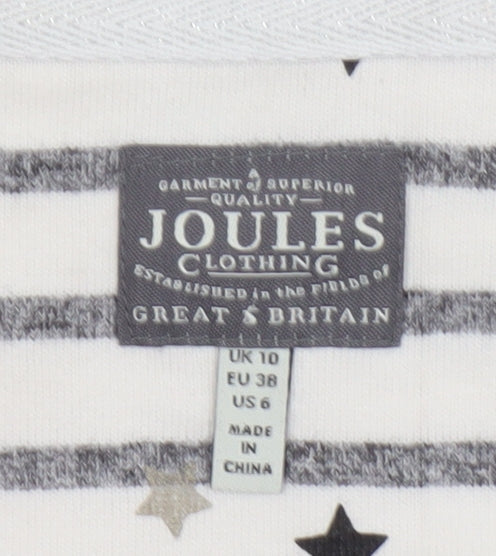 A
GARMENT of SUPERIOR
—QUALITY—
JOULES
CLOTHING
ESTABLISHED in the FIELDS of
GREAT & BRITAIN
UK 10
EU 38
US 6
MADE
IN
CHINA